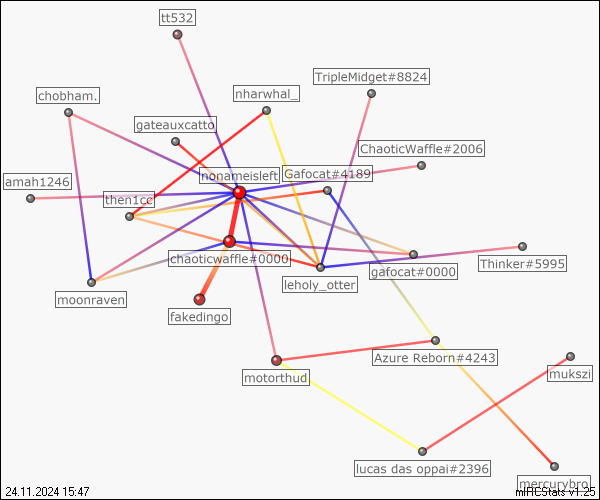 tt532
TripleMidget#8824
chobham.
nharwhal_
gateauxcatto
ChaoticWaffle#2006
nonameisleft
Gafocat#4189
amah1246
then1cc
chaoticwaffle#0000
gafocat#0000
Thinker#5995
leholy_otter
moonraven
fakedingo
Azure Reborn#4243
motorthud
mukszi
lucas das oppai#2396
mercurybro
24.11.2024 15:47
mIRCStats v1.25